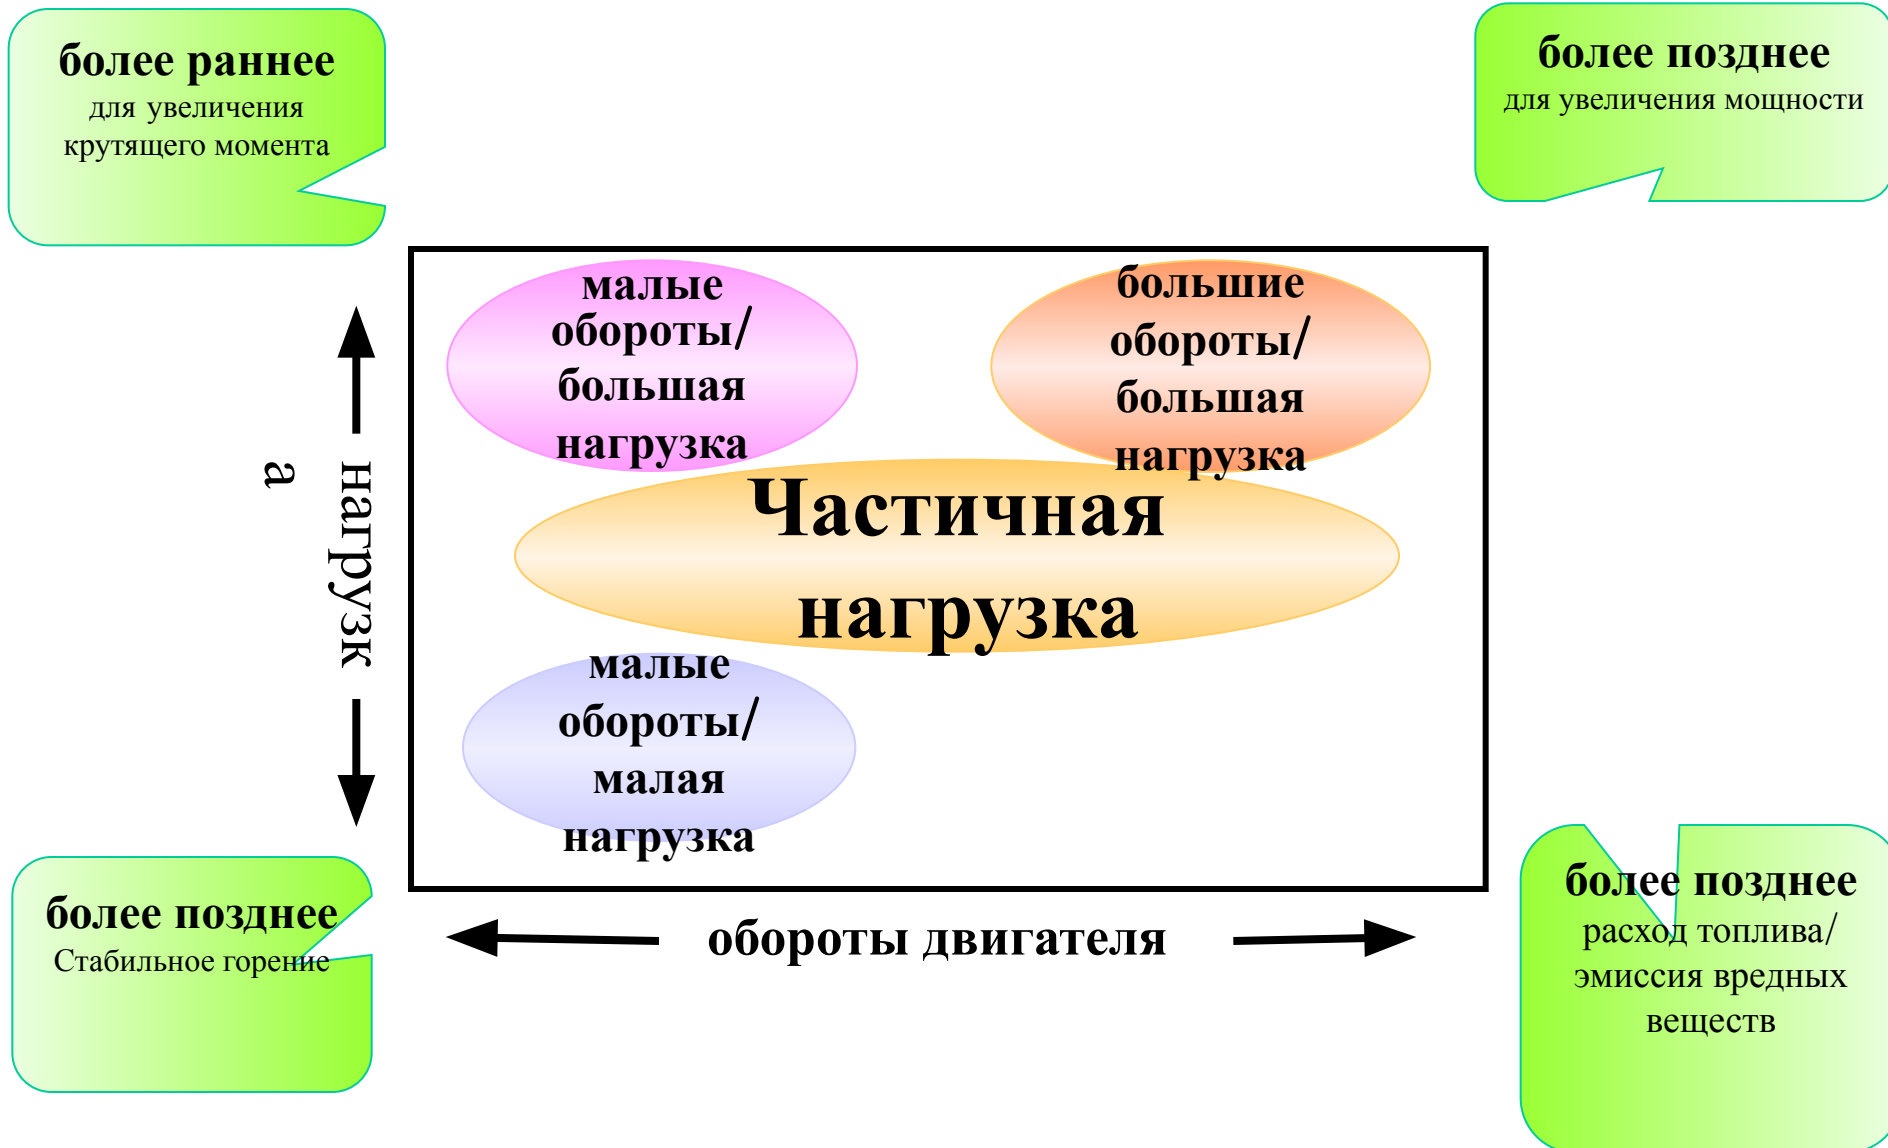 более раннее
для увеличения
крутящего момента
более позднее
для увеличения мощности
малые
обороты/
большая
нагрузка
большие
обороты/
большая
нагрузка
нагрузк
а
Частичная
нагрузка
малые
обороты/
малая
нагрузка
более позднее
Стабильное горение
обороты двигателя
более позднее
расход топлива/
эмиссия вредных
веществ